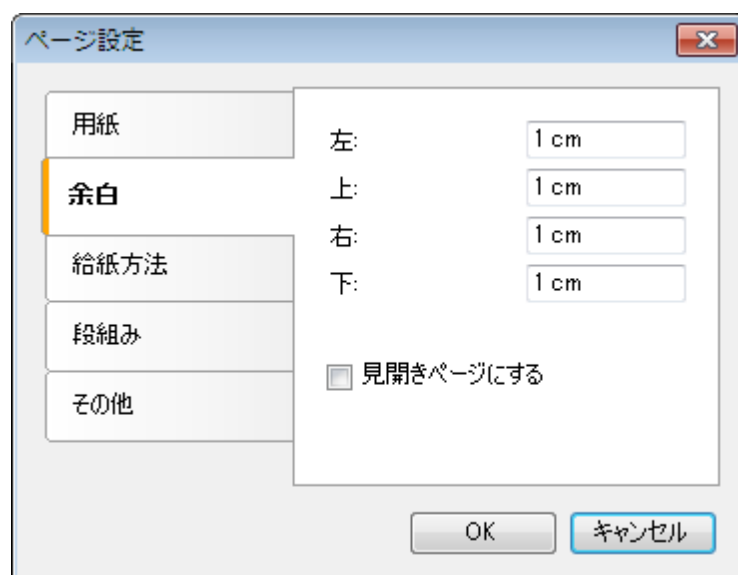 ページ設定
用紙
余白
給紙方法
段組み
その他
左: 1 cm
上: 1 cm
右: 1 cm
下: 1 cm
見開きページにする
OK キャンセル